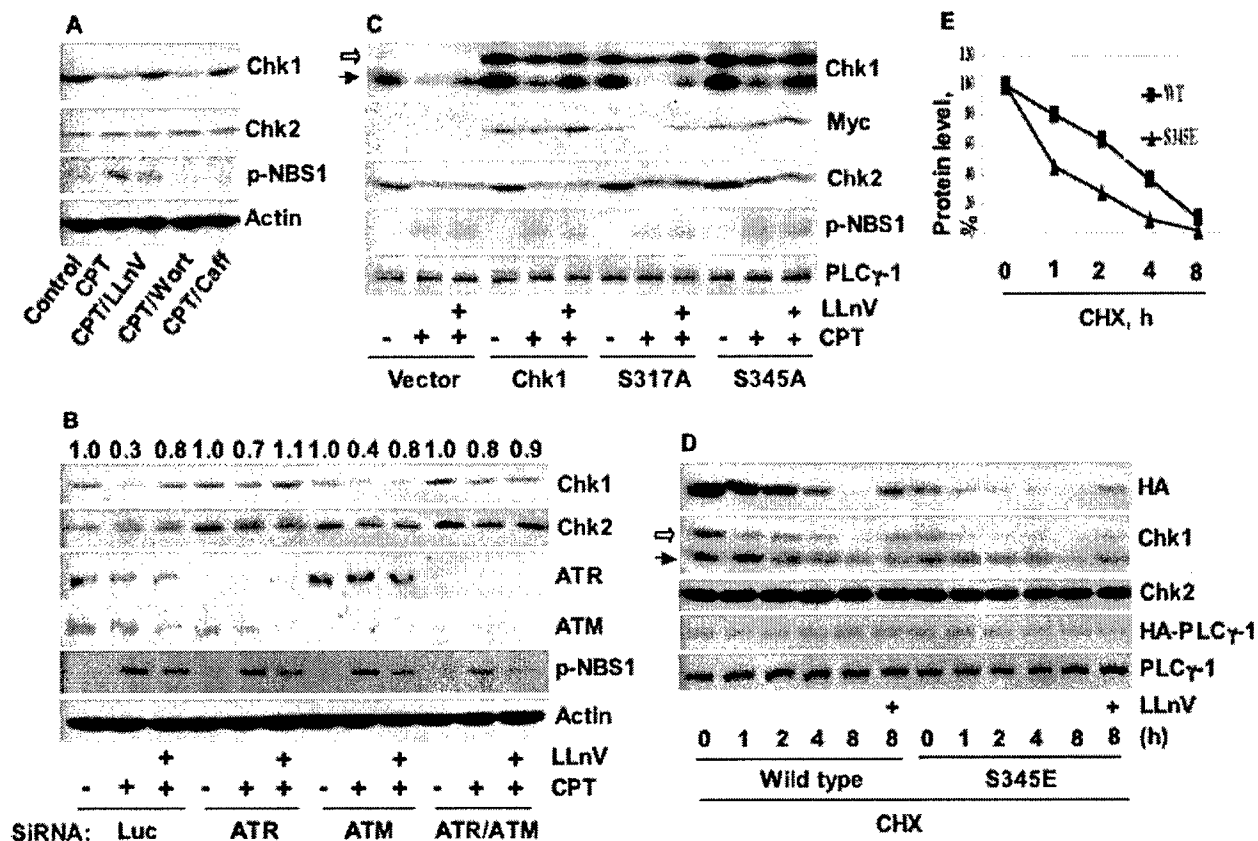 A
Chk1
Chk2
p-NBS1
Actin
Control
CPT
CPT/LLnV
CPT/Wort
CPT/Caff
C
Chk1
Myc
Chk2
p-NBS1
PLCγ-1
+ + + + LLnV
- + + - + + - + + - + + CPT
Vector Chk1 S317A S345A
E
Protein level, %
WT
S345E
0 1 2 4 8
CHX, h
B
1.0 0.3 0.8 1.0 0.7 1.1 1.0 0.4 0.8 1.0 0.8 0.9
Chk1
Chk2
ATR
ATM
p-NBS1
Actin
+ + + + LLnV
- + + - + + - + + - + + CPT
SiRNA: Luc ATR ATM ATR/ATM
D
HA
Chk1
Chk2
HA-PLCγ-1
PLCγ-1
+ + LLnV
0 1 2 4 8 8 0 1 2 4 8 8 (h)
Wild type S345E
CHX